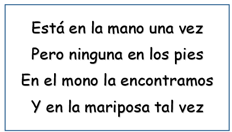 Está en la mano una vez
Pero ninguna en los pies
En el mono la encontramos
Y en la mariposa tal vez